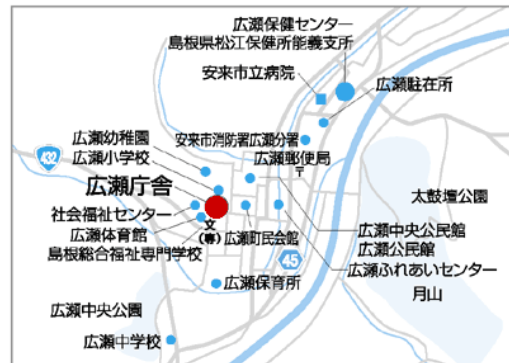 広瀬保健センター
島根県松江保健所能義支所
安来市立病院
広瀬駐在所
安来市消防署広瀬分署
広瀬郵便局
〒
432
広瀬幼稚園
広瀬小学校
広瀬庁舎
社会福祉センター
広瀬体育館
島根総合福祉専門学校
文
(専)
広瀬町民会館
太鼓壇公園
広瀬中央公民館
広瀬公民館
広瀬ふれあいセンター
45
月山
広瀬保育所
広瀬中央公園
広瀬中学校